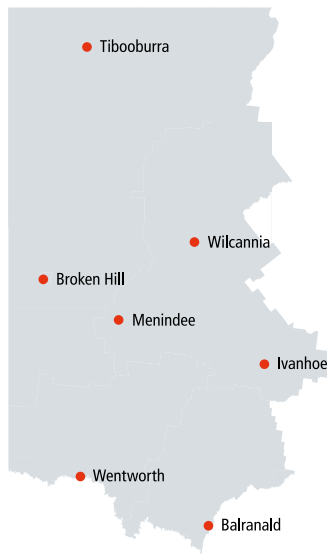 Tibooburra
Wilcannia
Broken Hill
Menindee
Ivanhoe
Wentworth
Balranald